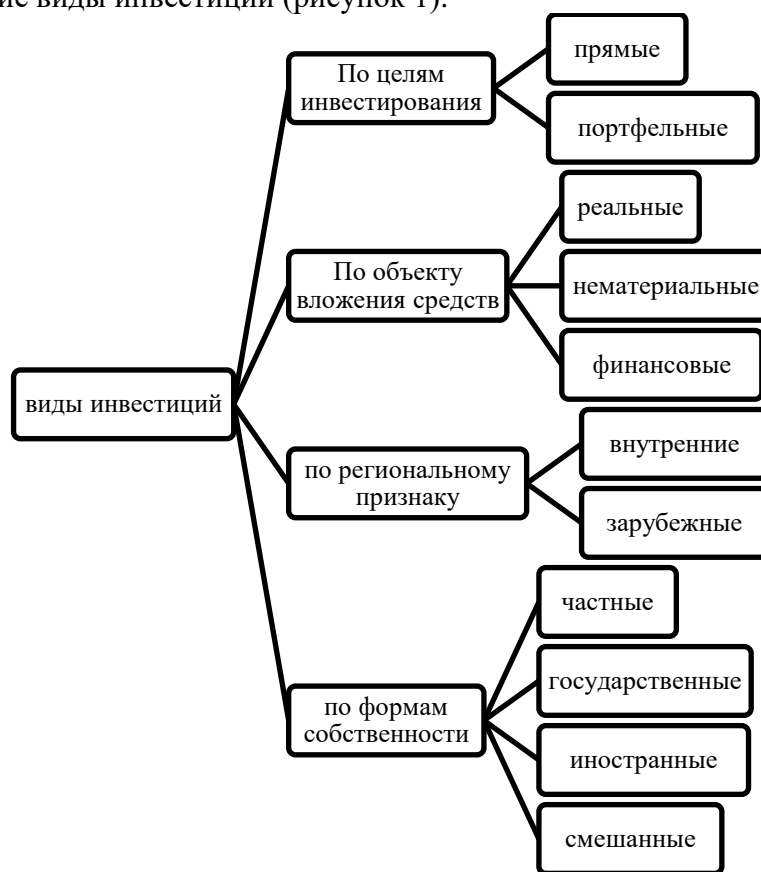 ие виды инвестиций (рисунок 1).
По целям
инвестирования
прямые
портфельные
По объекту
вложения средств
реальные
нематериальные
финансовые
виды инвестиций
по региональному
признаку
внутренние
зарубежные
по формам
собственности
частные
государственные
иностранные
смешанные